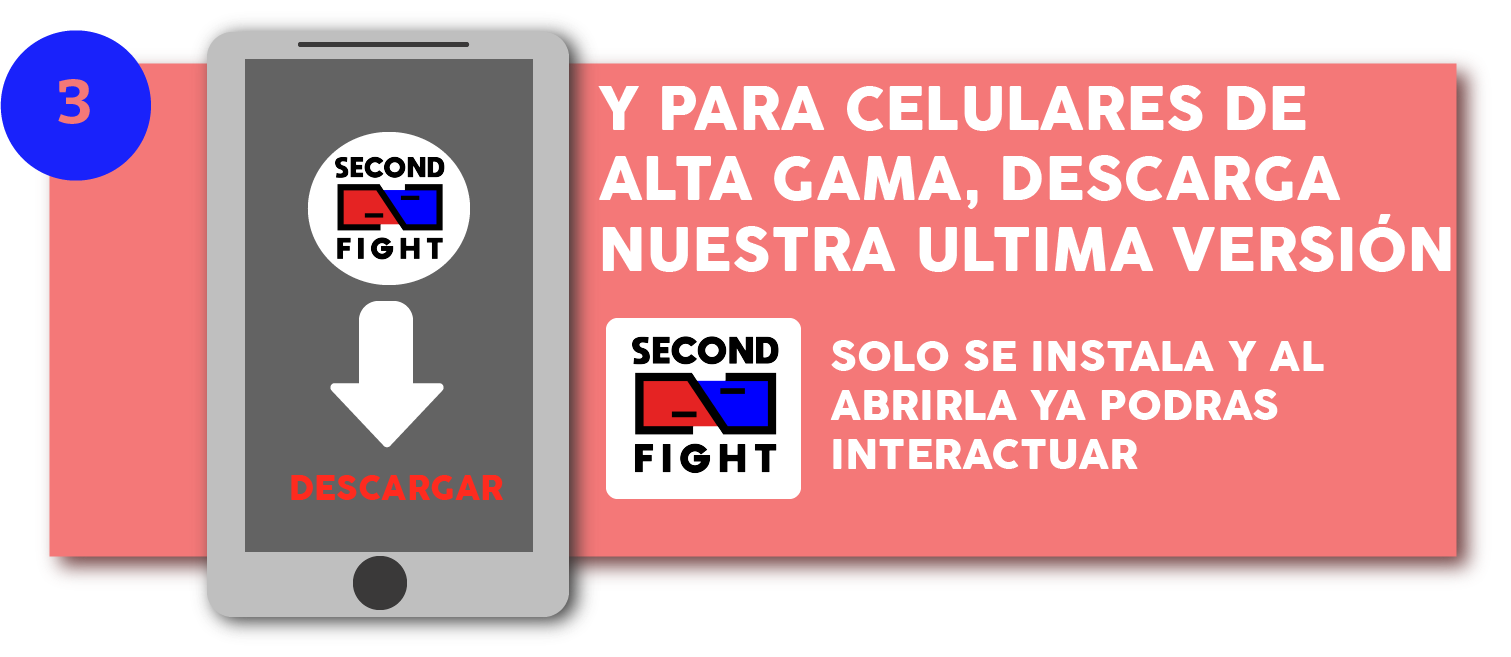 3
SECOND
FIGHT
DESCARGAR
Y PARA CELULARES DE
ALTA GAMA, DESCARGA
NUESTRA ULTIMA VERSIÓN
SECOND
FIGHT
SOLO SE INSTALA Y AL
ABRIRLA YA PODRAS
INTERACTUAR